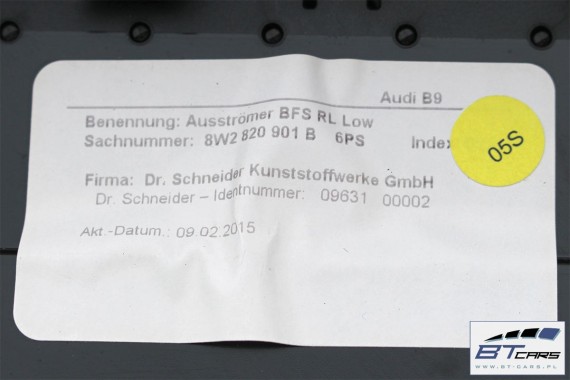 Audi B9
Benennung: Ausströmer BFS RL Low
Sachnummer: 8W2 820 901 B 6PS Index
05S
Firma: Dr. Schneider Kunststoffwerke GmbH
Dr. Schneider – Identnummer: 09631 00002
Akt.-Datum.: 09.02.2015
BTCARS
WWW.BT-CARS.PL